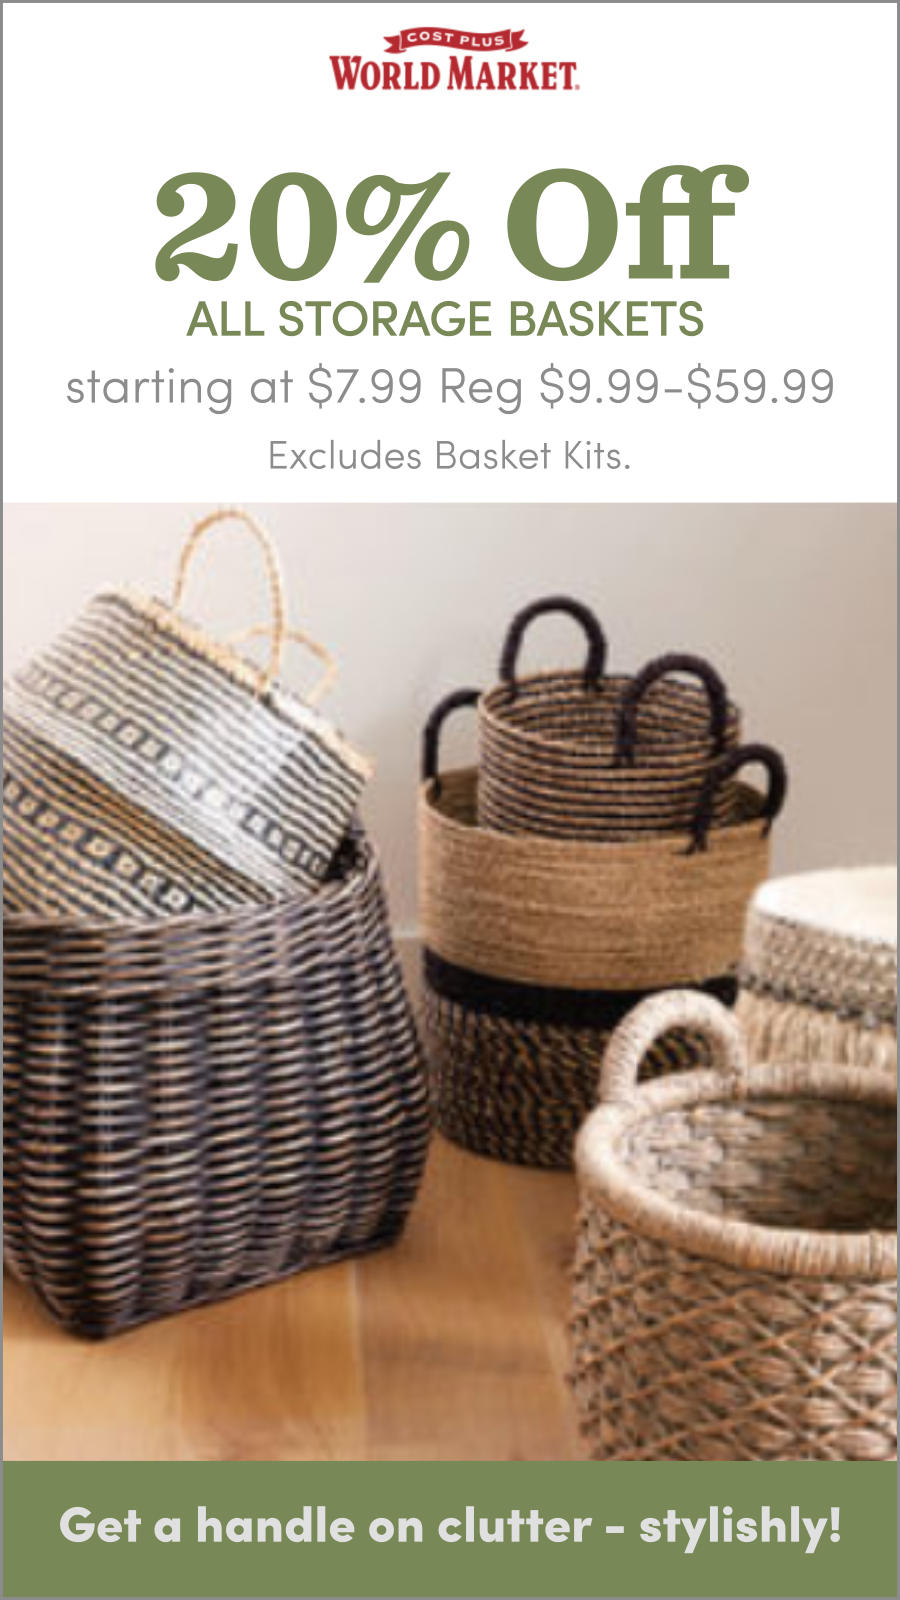 COST PLUS
WORLD MARKET.
20% Off
ALL STORAGE BASKETS
starting at $7.99 Reg $9.99-$59.99
Excludes Basket Kits.
Get a handle on clutter - stylishly!